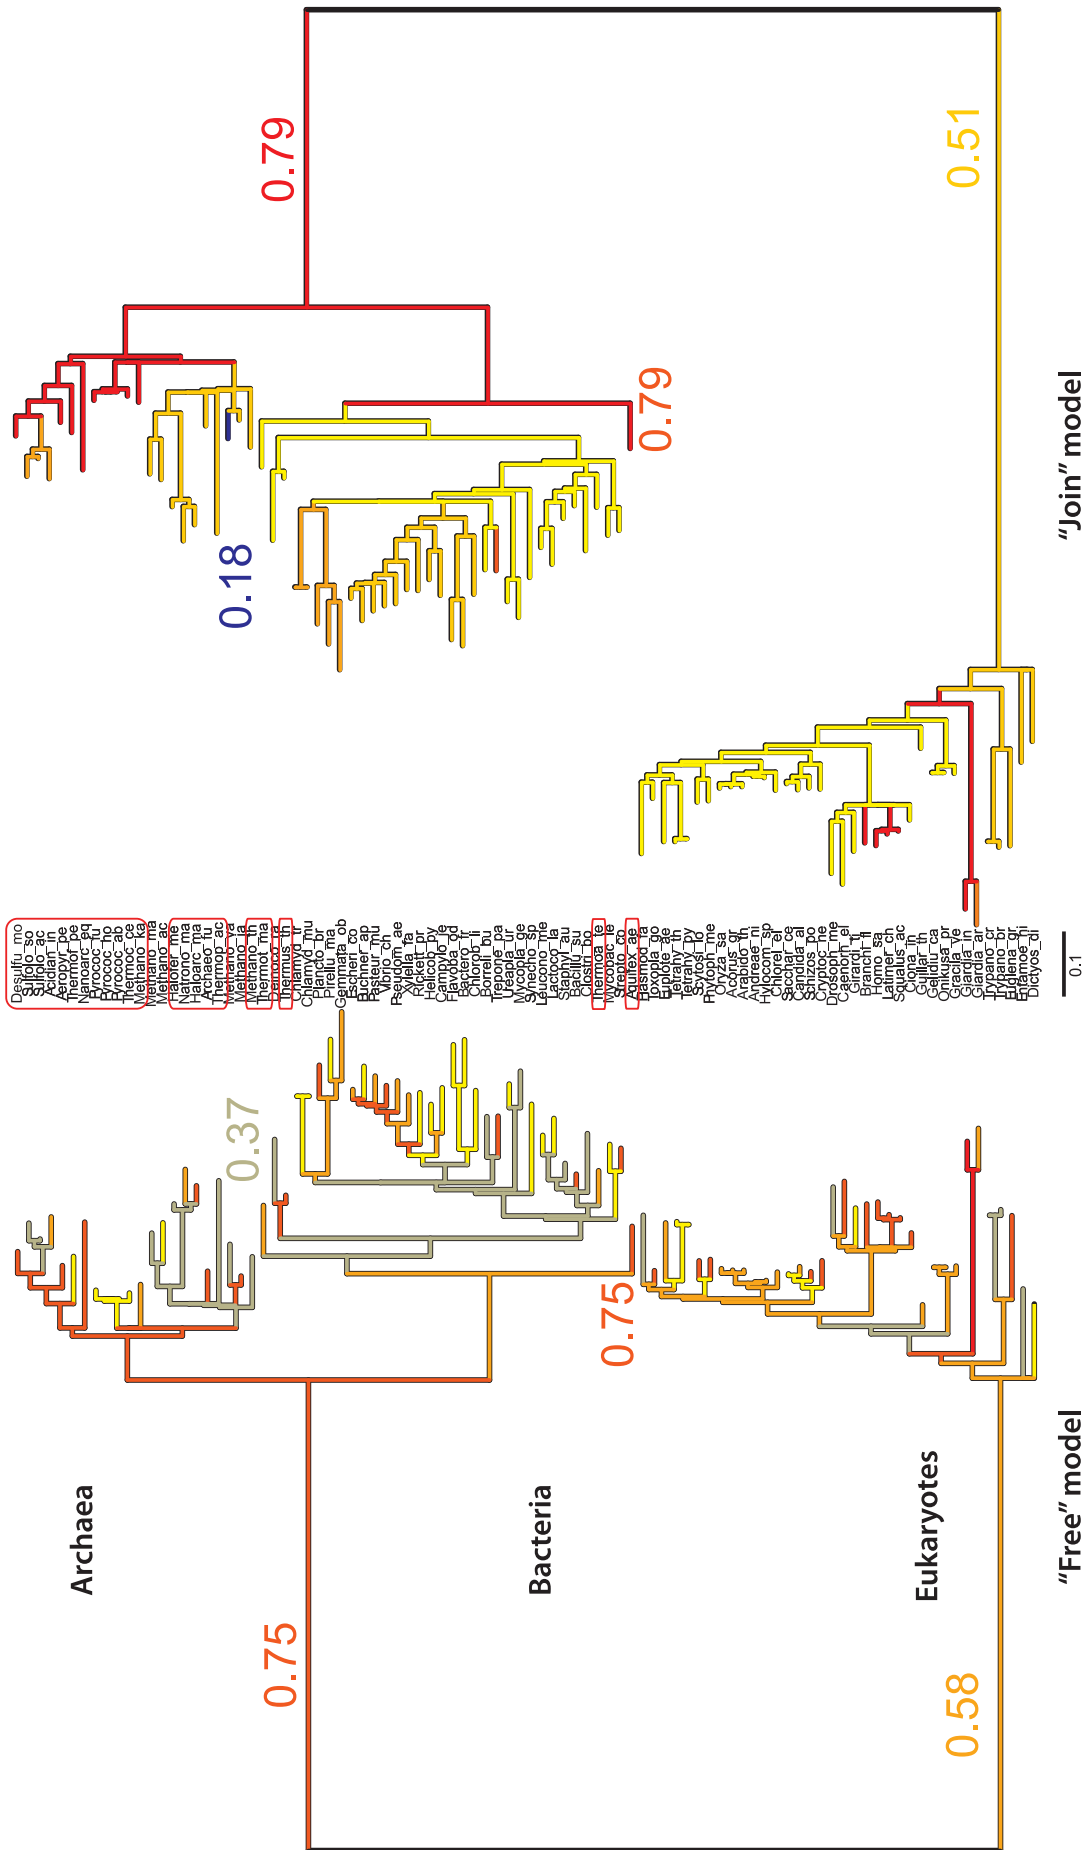 0.79
0.51
0.79
0.18
"Join" model
Desulfu_mo
Sulfolo_so
Sulfolo_ac
Acidian_in
Aeropyr_pe
Thermof_pe
Nanoarc_eq
Pyrococ_fu
Pyrococ_ho
Pyrococ_ab
Thermoc_ce
Methano_ka
Methano_ma
Methano_ac
Halofer_me
Natrono_ma
Haloarc_ma
Archaeo_fu
Thermop_ac
Methano_va
Methano_ja
Methano_th
Thermot_ma
Deinoco_ra
Thermus_th
Chlamyd_tr
Chlamyd_mu
Plancto_br
Pirellu_ma
Gemmata_ob
Escheri_co
Buchner_ap
Pasteur_mu
Vibrio_ch
Pseudom_ae
Xylella_fa
Rickett_pr
Helicob_py
Campylo_je
Flavoba_od
Bactero_fr
Chlorob_li
Borreli_bu
Trepone_pa
Ureapla_ur
Mycopla_ge
Synecho_sp
Leucono_me
Lactoco_la
Staphyl_au
Bacillu_su
Clostri_bo
Thermoa_te
Mycobac_le
Strepto_co
Aquifex_ae
Plasmod_fa
Toxopla_go
Euplote_ae
Tetrahy_th
Tetrahy_py
Scytosi_lo
Phytoph_me
Oryza_sa
Acorus_gr
Arabido_th
Andreae_ni
Hylocom_sp
Chlorel_el
Sacchar_ce
Candida_al
Schizos_po
Cryptoc_ne
Drosoph_me
Caenorh_el
Girardi_ti
Branchi_fl
Homo_sa
Latimer_ch
Squalus_ac
Ciona_in
Guillar_th
Gelidiu_ca
Onikusa_pr
Gracila_ve
Giardia_in
Giardia_ar
Trypano_cr
Trypano_br
Euglena_gr
Entamoe_hi
Dictyos_di
0.1
0.37
0.75
Archaea
Bacteria
Eukaryotes
"Free" model
0.75
0.58